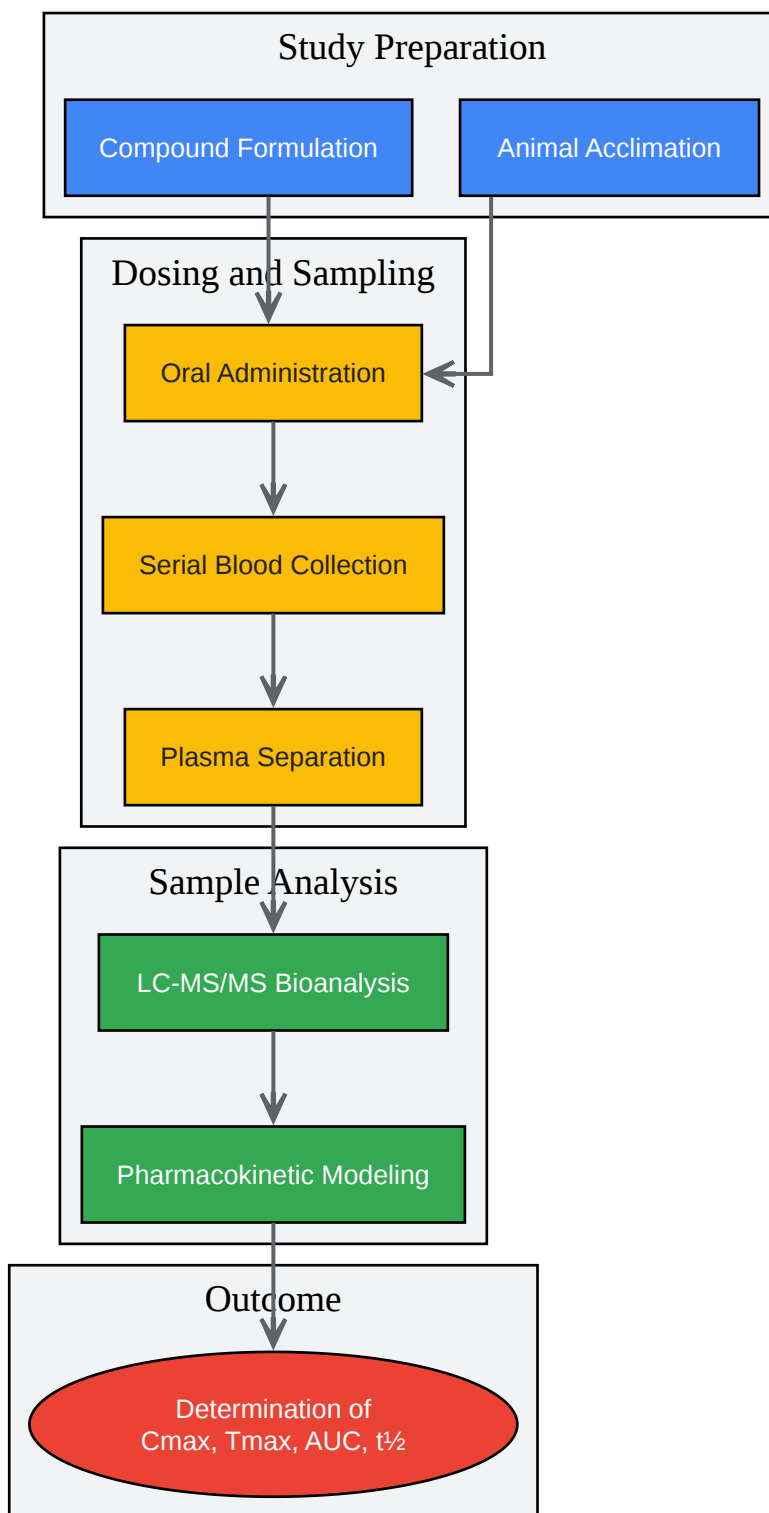 Study Preparation
Compound Formulation
Animal Acclimation
Dosing and Sampling
Oral Administration
Serial Blood Collection
Plasma Separation
Sample Analysis
LC-MS/MS Bioanalysis
Pharmacokinetic Modeling
Outcome
Determination of
Cmax, Tmax, AUC, t½